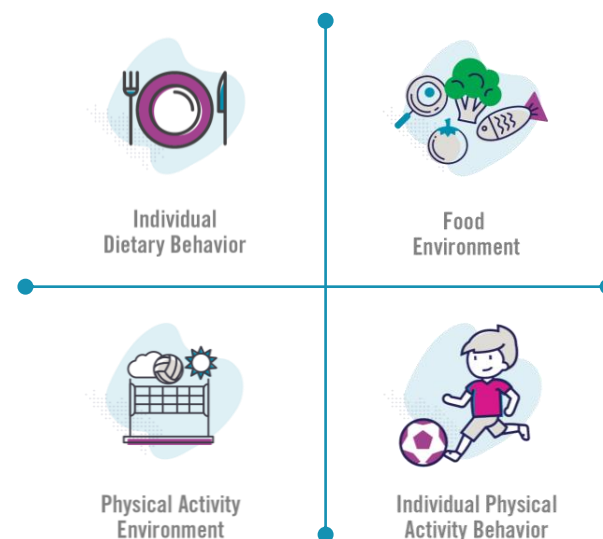 Individual
Dietary Behavior
Food
Environment
Physical Activity
Environment
Individual Physical
Activity Behavior